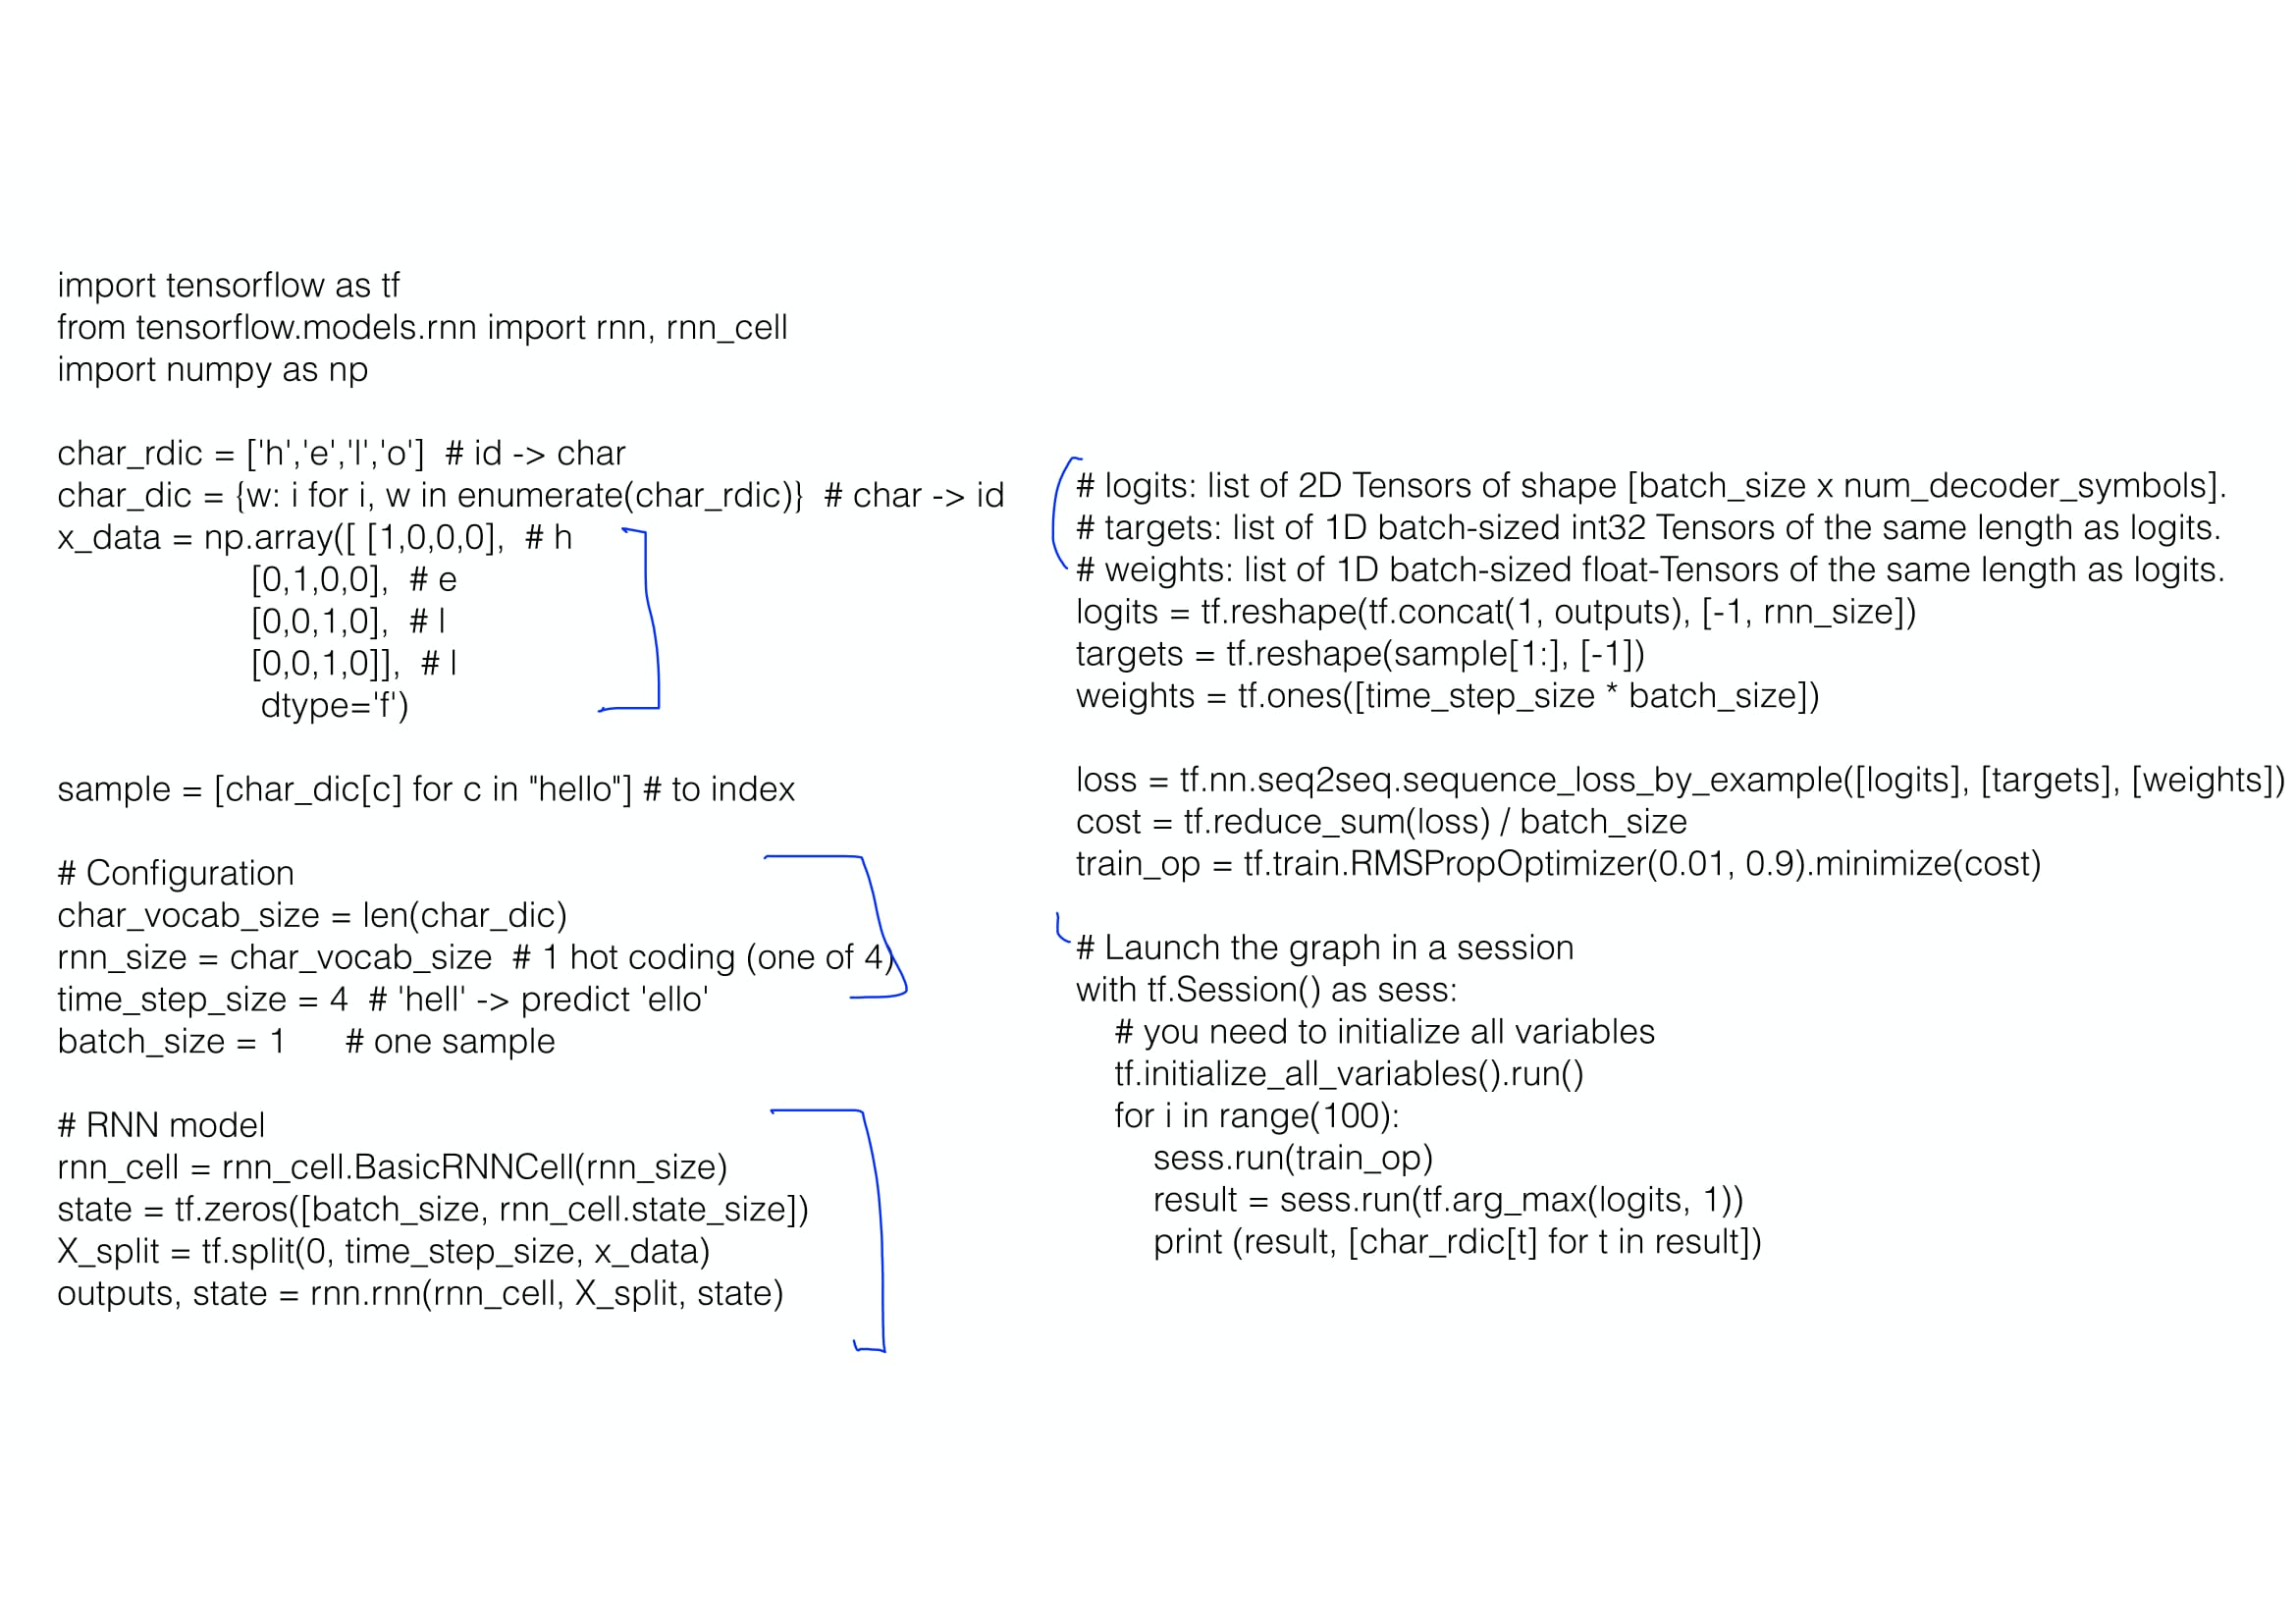 import tensorflow as tf
from tensorflow.models.rnn import rnn, rnn_cell
import numpy as np

char_rdic = ['h','e','l','o']  # id -> char
char_dic = {w: i for i, w in enumerate(char_rdic)}  # char -> id
x_data = np.array([ [1,0,0,0],  # h
                    [0,1,0,0],  # e
                    [0,0,1,0],  # l
                    [0,0,1,0]],  # l
                     dtype='f')

sample = [char_dic[c] for c in "hello"] # to index

# Configuration
char_vocab_size = len(char_dic)
rnn_size = char_vocab_size  # 1 hot coding (one of 4)
time_step_size = 4  # 'hell' -> predict 'ello'
batch_size = 1      # one sample

# RNN model
rnn_cell = rnn_cell.BasicRNNCell(rnn_size)
state = tf.zeros([batch_size, rnn_cell.state_size])
X_split = tf.split(0, time_step_size, x_data)
outputs, state = rnn.rnn(rnn_cell, X_split, state)

# logits: list of 2D Tensors of shape [batch_size x num_decoder_symbols].
# targets: list of 1D batch-sized int32 Tensors of the same length as logits.
# weights: list of 1D batch-sized float-Tensors of the same length as logits.
logits = tf.reshape(tf.concat(1, outputs), [-1, rnn_size])
targets = tf.reshape(sample[1:], [-1])
weights = tf.ones([time_step_size * batch_size])

loss = tf.nn.seq2seq.sequence_loss_by_example([logits], [targets], [weights])
cost = tf.reduce_sum(loss) / batch_size
train_op = tf.train.RMSPropOptimizer(0.01, 0.9).minimize(cost)

# Launch the graph in a session
with tf.Session() as sess:
    # you need to initialize all variables
    tf.initialize_all_variables().run()
    for i in range(100):
        sess.run(train_op)
        result = sess.run(tf.arg_max(logits, 1))
        print (result, [char_rdic[t] for t in result])